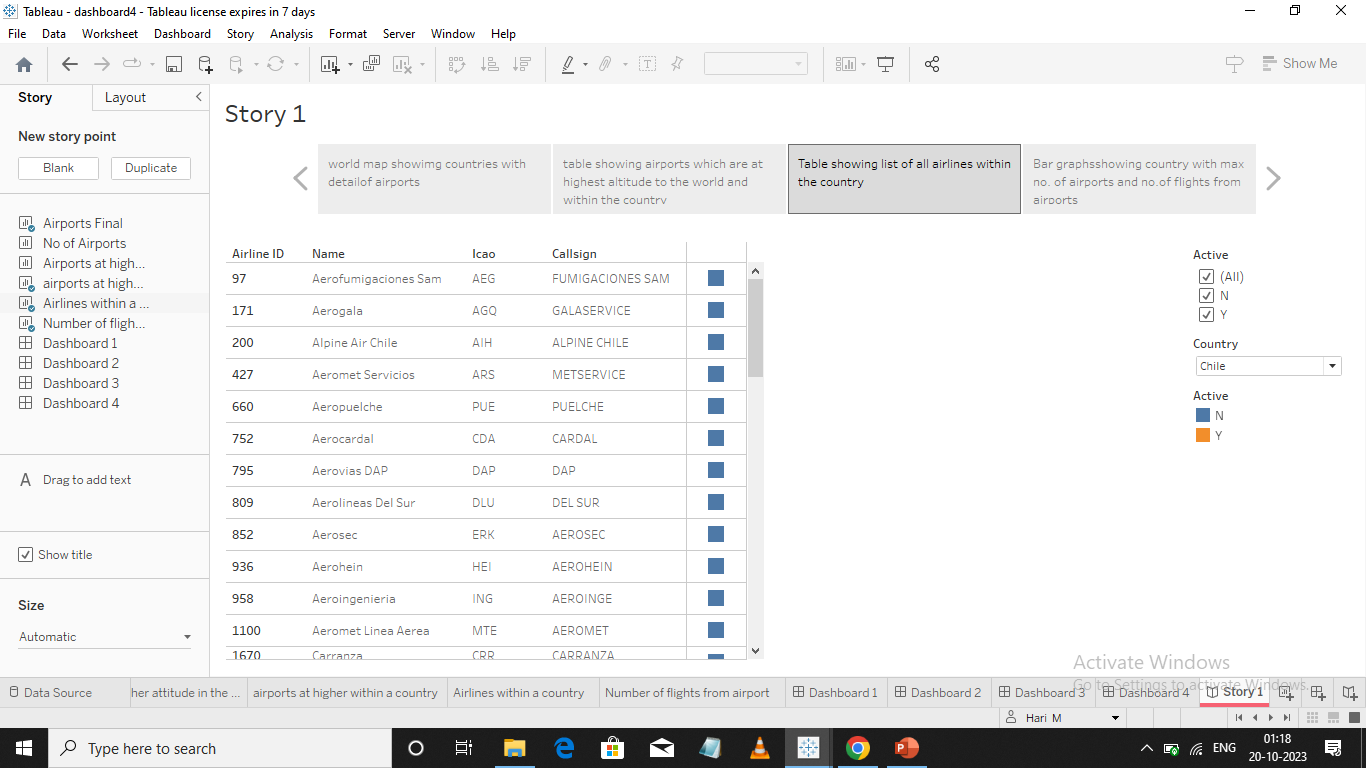 Tableau - dashboard4 - Tableau license expires in 7 days
File Data Worksheet Dashboard Story Analysis Format Server Window Help
Show Me
Story Layout
New story point
Blank Duplicate
Airports Final
No of Airports
Airports at high...
airports at high...
Airlines within a ...
Number of fligh...
Dashboard 1
Dashboard 2
Dashboard 3
Dashboard 4
A Drag to add text
Show title
Size
Automatic
Story 1
world map showimg countries with
detailof airports
table showing airports which are at
highest altitude to the world and
within the country
Table showing list of all airlines within
the country
Bar graphsshowing country with max
no. of airports and no.of flights from
airports
Airline ID Name Icao Callsign
97 Aerofumigaciones Sam AEG FUMIGACIONES SAM
171 Aerogala AGQ GALASERVICE
200 Alpine Air Chile AIH ALPINE CHILE
427 Aeromet Servicios ARS METSERVICE
660 Aeropuelche PUE PUELCHE
752 Aerocardal CDA CARDAL
795 Aerovias DAP DAP DAP
809 Aerolineas Del Sur DLU DEL SUR
852 Aerosec ERK AEROSEC
936 Aerohein HEI AEROHEIN
958 Aeroingenieria ING AEROINGE
1100 Aeromet Linea Aerea MTE AEROMET
1670 Carranza CRR CARRANZA
Active
(All)
N
Y
Country
Chile
Active
N
Y
Activate Windows
Go to Settings to activate Windows.
Data Source her attitude in the ... airports at higher within a country Airlines within a country Number of flights from airport Dashboard 1 Dashboard 2 Dashboard 3 Dashboard 4 Story 1
Hari M
Type here to search
ENG
01:18
20-10-2023